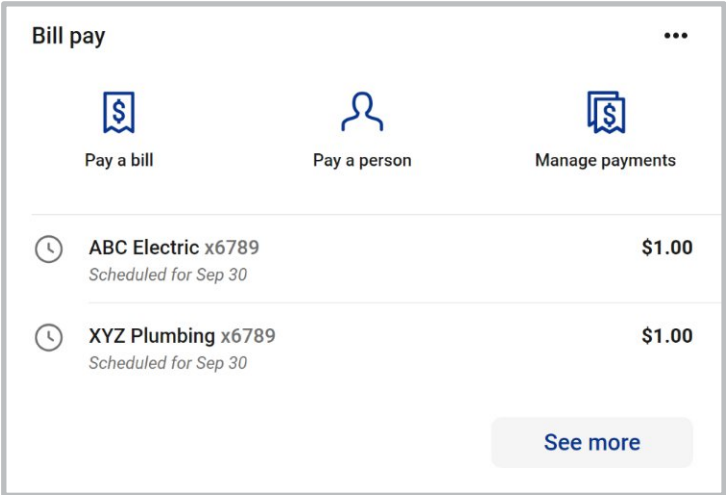 Bill pay
•••
$ $
Pay a bill Pay a person Manage payments
ABC Electric x6789 $1.00
Scheduled for Sep 30
XYZ Plumbing x6789 $1.00
Scheduled for Sep 30
See more